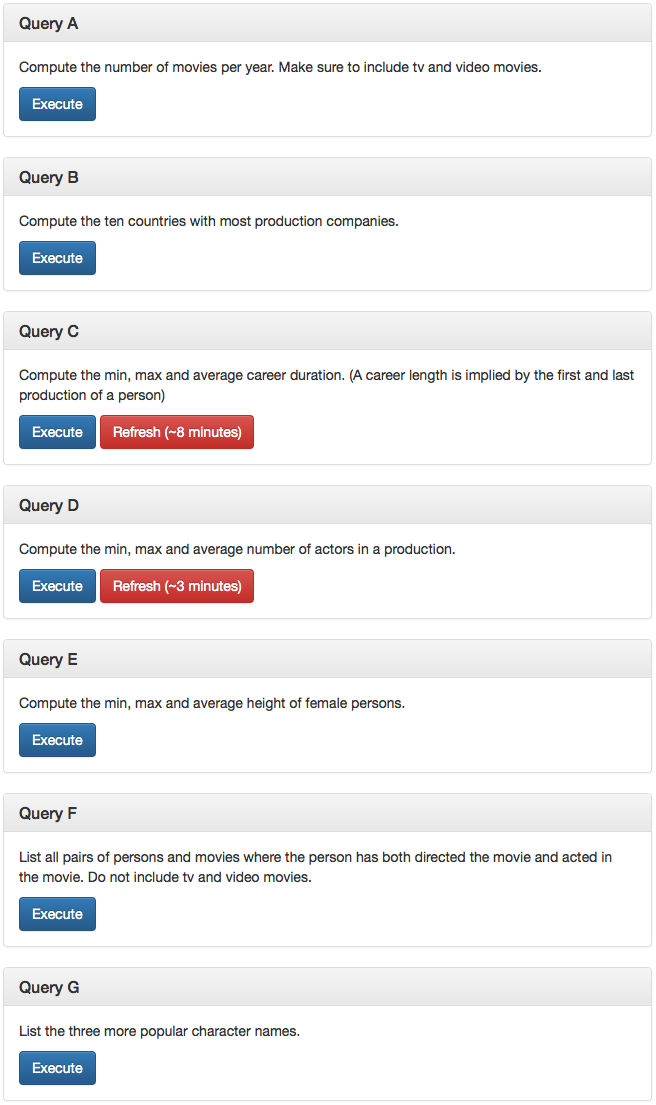 Query A
Compute the number of movies per year. Make sure to include tv and video movies.
Execute
Query B
Compute the ten countries with most production companies.
Execute
Query C
Compute the min, max and average career duration. (A career length is implied by the first and last
production of a person)
Execute Refresh (~8 minutes)
Query D
Compute the min, max and average number of actors in a production.
Execute Refresh (~3 minutes)
Query E
Compute the min, max and average height of female persons.
Execute
Query F
List all pairs of persons and movies where the person has both directed the movie and acted in
the movie. Do not include tv and video movies.
Execute
Query G
List the three more popular character names.
Execute